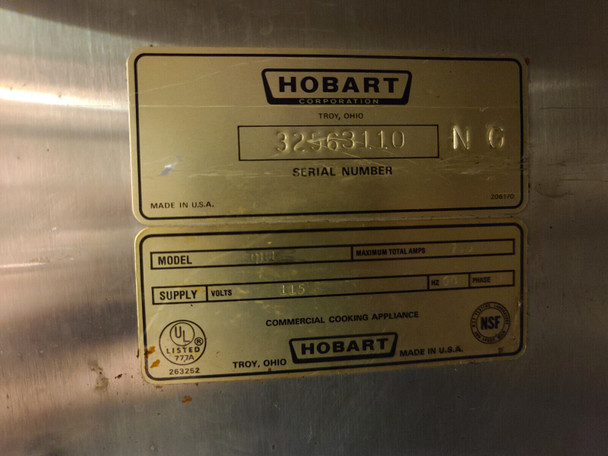 HOBART
CORPORATION
TROY, OHIO
32563110 N G
SERIAL NUMBER
MADE IN U.S.A.
MODEL MAXIMUM TOTAL AMPS
SUPPLY VOLTS 115 HZ PHASE
COMMERCIAL COOKING APPLIANCE
UL ®
LISTED
777A
263252
TROY, OHIO HOBART MADE IN U.S.A.
NSF